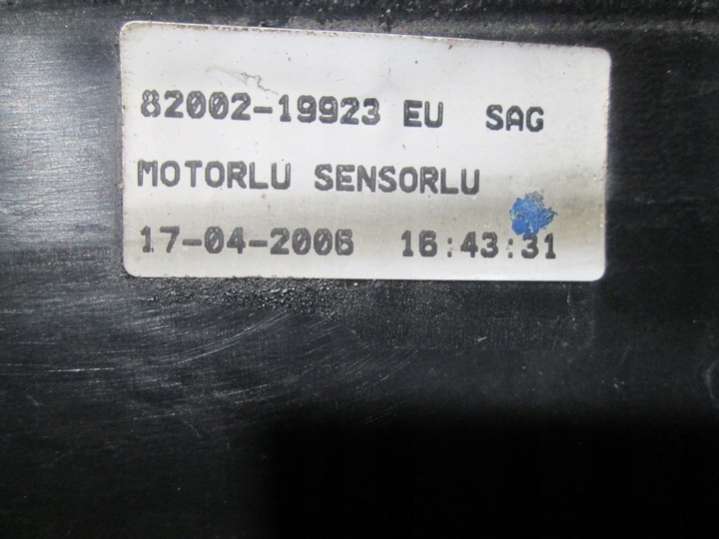 82002-19923 EU SAG
MOTORLU SENSORLU
17-04-2006 16:43:31